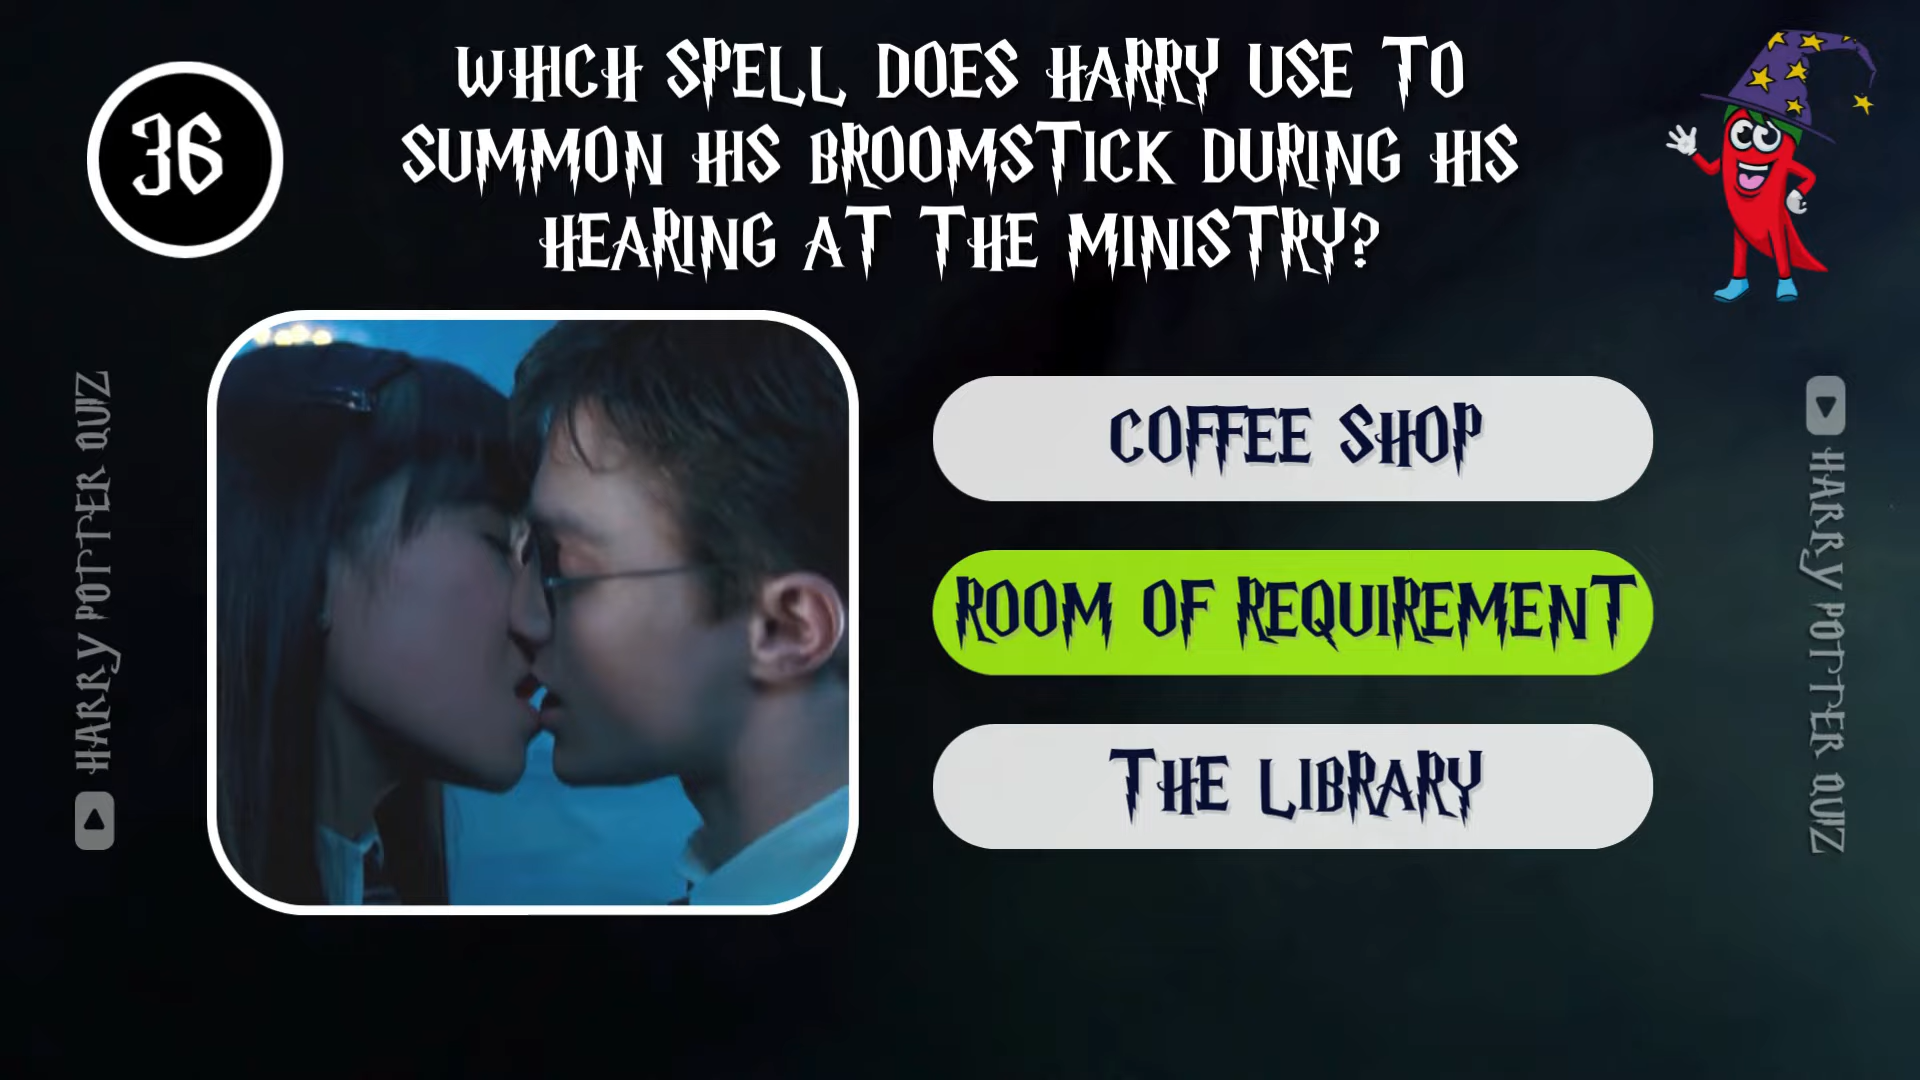 36
WHICH SPELL DOES HARRY USE TO
SUMMON HIS BROOMSTICK DURING HIS
HEARING AT THE MINISTRY?
COFFEE SHOP
ROOM OF REQUIREMENT
THE LIBRARY
HARRY POTTER QUIZ
HARRY POTTER QUIZ